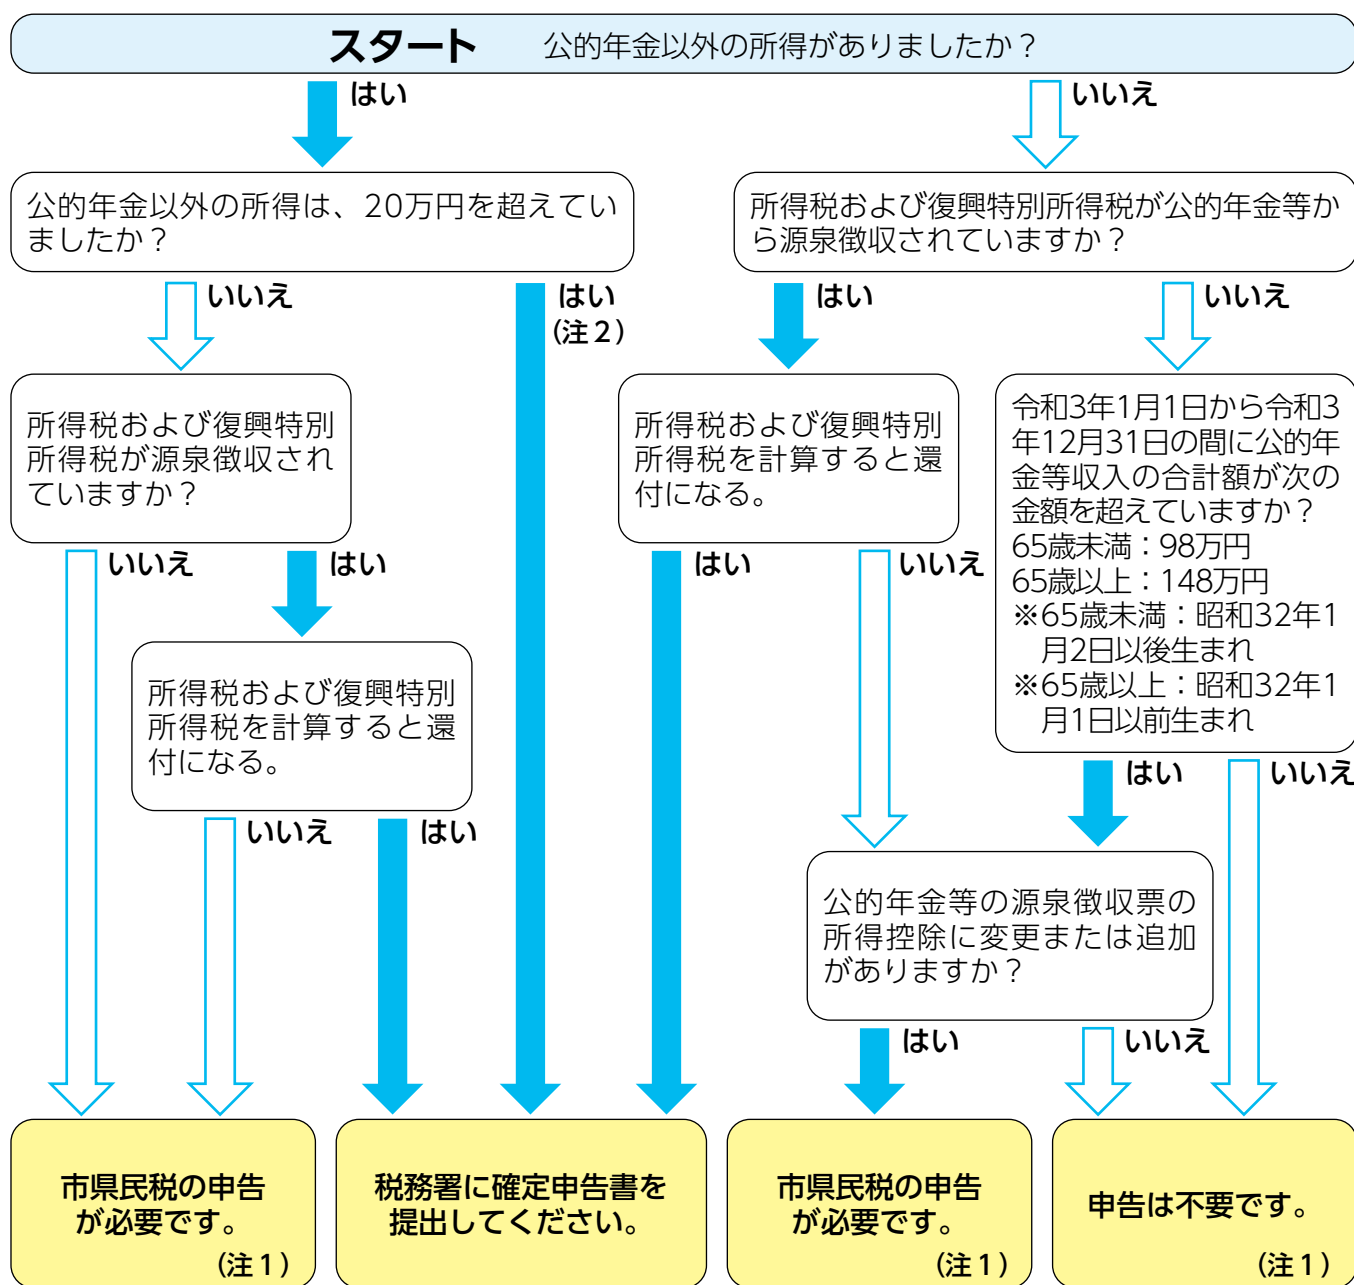 スタート 公的年金以外の所得がありましたか？
はい
いいえ
公的年金以外の所得は、20万円を超えてい
ましたか？
所得税および復興特別所得税が公的年金等か
ら源泉徴収されていますか？
いいえ
はい
（注２）
はい
いいえ
所得税および復興特別
所得税が源泉徴収され
ていますか？
所得税および復興特別
所得税を計算すると還
付になる。
令和3年1月1日から令和3
年12月31日の間に公的年
金等収入の合計額が次の
金額を超えていますか？
65歳未満：98万円
65歳以上：148万円
※65歳未満：昭和32年1
月2日以後生まれ
※65歳以上：昭和32年1
月1日以前生まれ
いいえ
はい
はい
いいえ
所得税および復興特別
所得税を計算すると還
付になる。
はい
いいえ
いいえ
はい
公的年金等の源泉徴収票の
所得控除に変更または追加
がありますか？
はい
いいえ
市県民税の申告
が必要です。
（注１）
税務署に確定申告書を
提出してください。
市県民税の申告
が必要です。
（注１）
申告は不要です。
（注１）